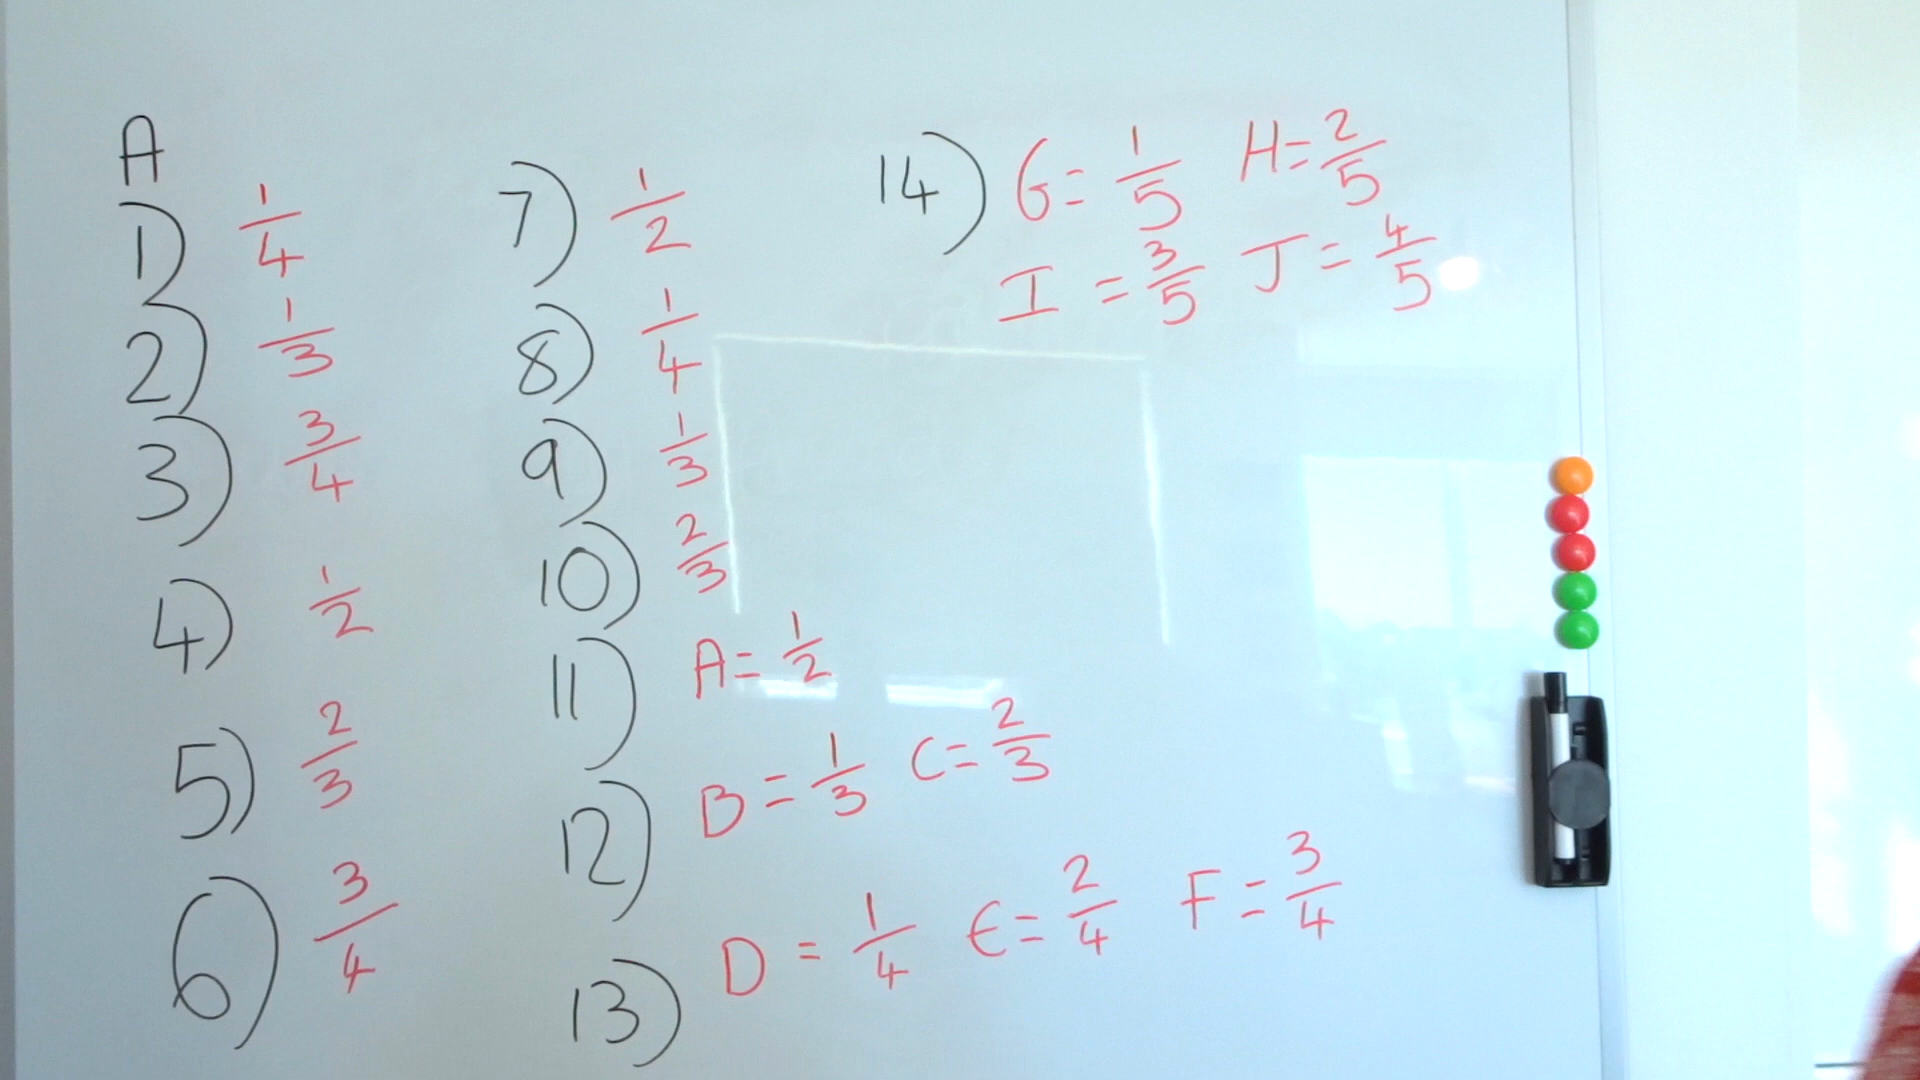 A
1) 1/4
2) 1/3
3) 3/4
4) 1/2
5) 2/3
6) 3/4
7) 1/2
8) 1/4
9) 1/3
10) 2/3
11) A = 1/2
12) B = 1/3 C = 2/3
13) D = 1/4 E = 2/4 F = 3/4
14) G = 1/5 H = 2/5
I = 3/5 J = 4/5